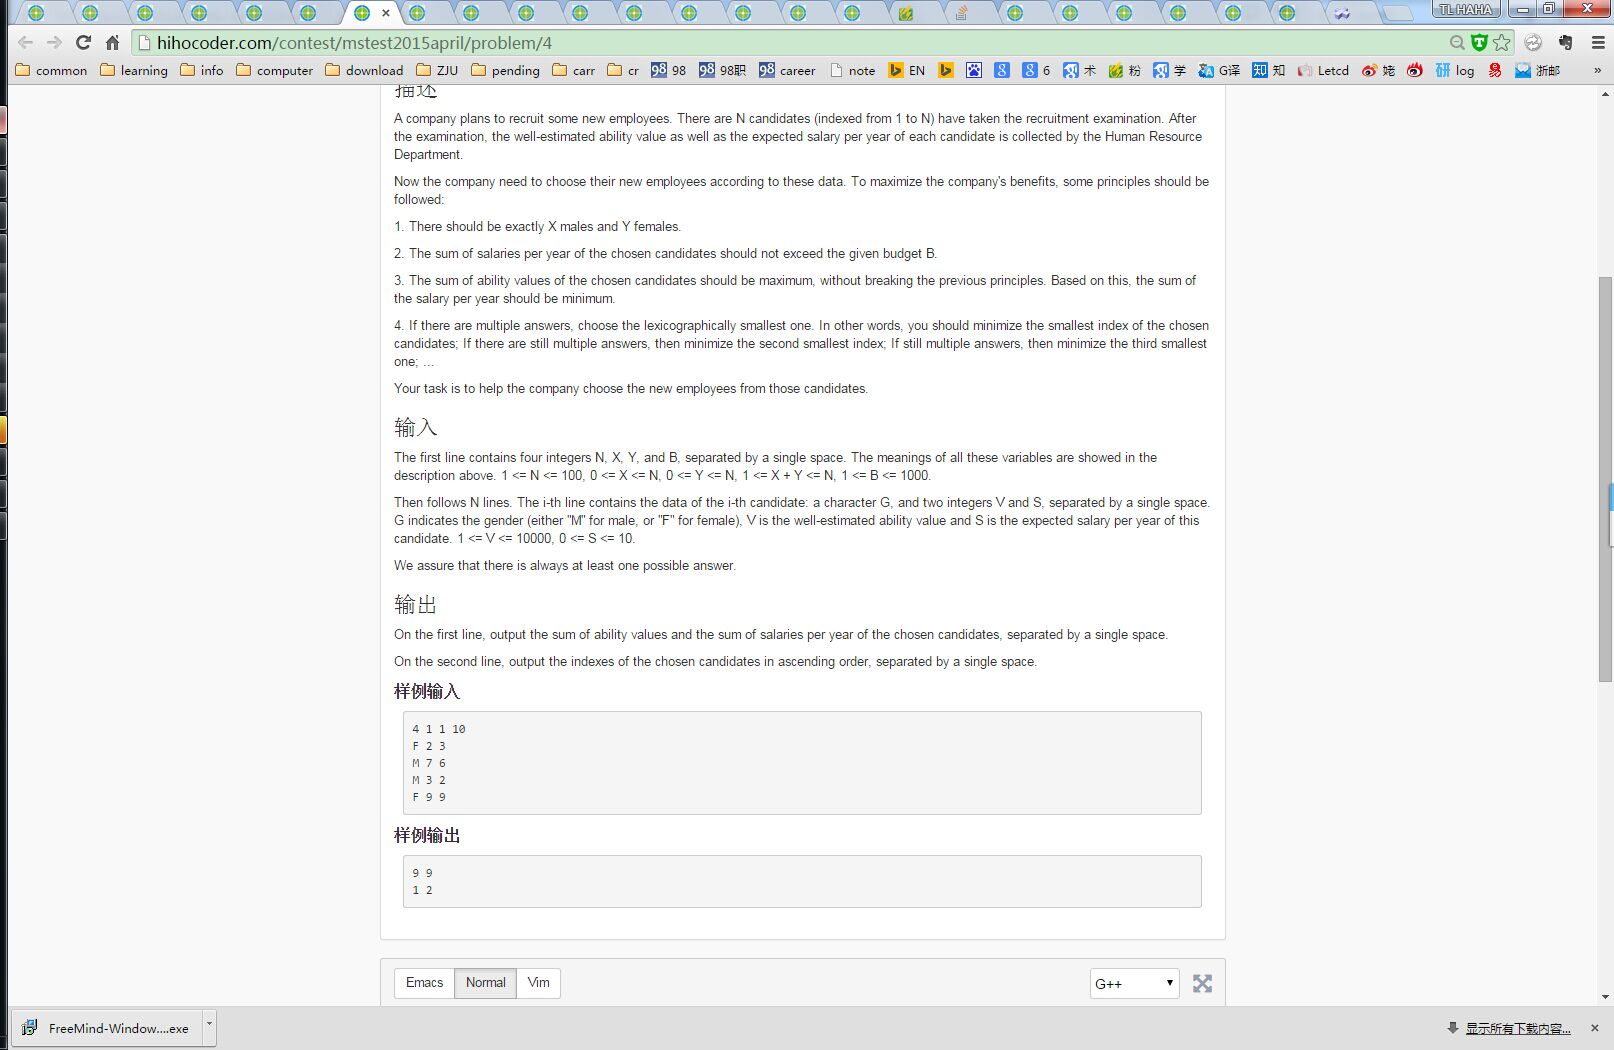 TL HAHA
hihocoder.com/contest/mstest2015april/problem/4
common learning info computer download ZJU pending carr cr 98 98 98 98职 98 career note EN 8 8 6 术 粉 学 G译 知 知 Letcd 姥 研 log 易 浙邮 »
描述
A company plans to recruit some new employees. There are N candidates (indexed from 1 to N) have taken the recruitment examination. After
the examination, the well-estimated ability value as well as the expected salary per year of each candidate is collected by the Human Resource
Department.
Now the company need to choose their new employees according to these data. To maximize the company's benefits, some principles should be
followed:
1. There should be exactly X males and Y females.
2. The sum of salaries per year of the chosen candidates should not exceed the given budget B.
3. The sum of ability values of the chosen candidates should be maximum, without breaking the previous principles. Based on this, the sum of
the salary per year should be minimum.
4. If there are multiple answers, choose the lexicographically smallest one. In other words, you should minimize the smallest index of the chosen
candidates; If there are still multiple answers, then minimize the second smallest index; If still multiple answers, then minimize the third smallest
one; ...
Your task is to help the company choose the new employees from those candidates.
输入
The first line contains four integers N, X, Y, and B, separated by a single space. The meanings of all these variables are showed in the
description above. 1 <= N <= 100, 0 <= X <= N, 0 <= Y <= N, 1 <= X + Y <= N, 1 <= B <= 1000.
Then follows N lines. The i-th line contains the data of the i-th candidate: a character G, and two integers V and S, separated by a single space.
G indicates the gender (either "M" for male, or "F" for female), V is the well-estimated ability value and S is the expected salary per year of this
candidate. 1 <= V <= 10000, 0 <= S <= 10.
We assure that there is always at least one possible answer.
输出
On the first line, output the sum of ability values and the sum of salaries per year of the chosen candidates, separated by a single space.
On the second line, output the indexes of the chosen candidates in ascending order, separated by a single space.
样例输入
4 1 1 10
F 2 3
M 7 6
M 3 2
F 9 9
样例输出
9 9
1 2
Emacs Normal Vim G++
FreeMind-Window....exe 显示所有下载内容...